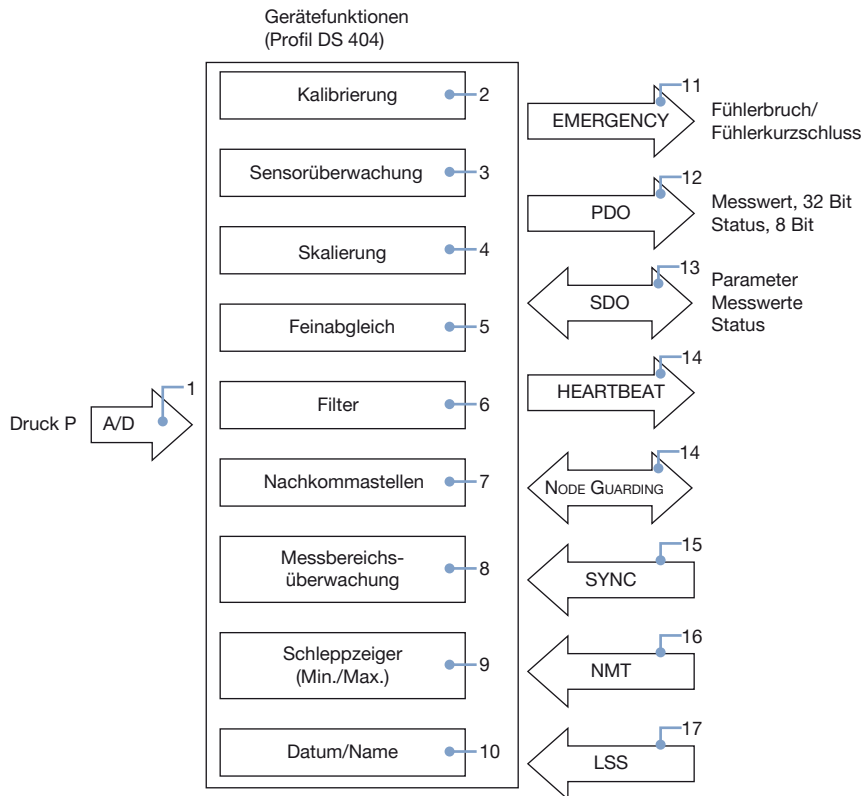 Gerätefunktionen
(Profil DS 404)
Kalibrierung
2
Sensorüberwachung
3
Skalierung
4
Feinabgleich
5
Druck P
A/D
1
Filter
6
Nachkommastellen
7
Messbereichs-
überwachung
8
Schleppzeiger
(Min./Max.)
9
Datum/Name
10
11
EMERGENCY
Fühlerbruch/
Fühlerkurzschluss
12
PDO
Messwert, 32 Bit
Status, 8 Bit
13
SDO
Parameter
Messwerte
Status
14
HEARTBEAT
14
NODE GUARDING
15
SYNC
16
NMT
17
LSS